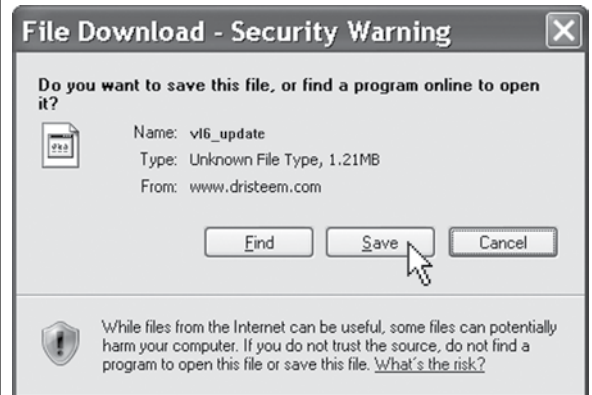 File Download - Security Warning
Do you want to save this file, or find a program online to open
it?
Name: vl6_update
Type: Unknown File Type, 1.21MB
From: www.dristeem.com
Find
Save
Cancel
While files from the Internet can be useful, some files can potentially
harm your computer. If you do not trust the source, do not find a
program to open this file or save this file. What's the risk?